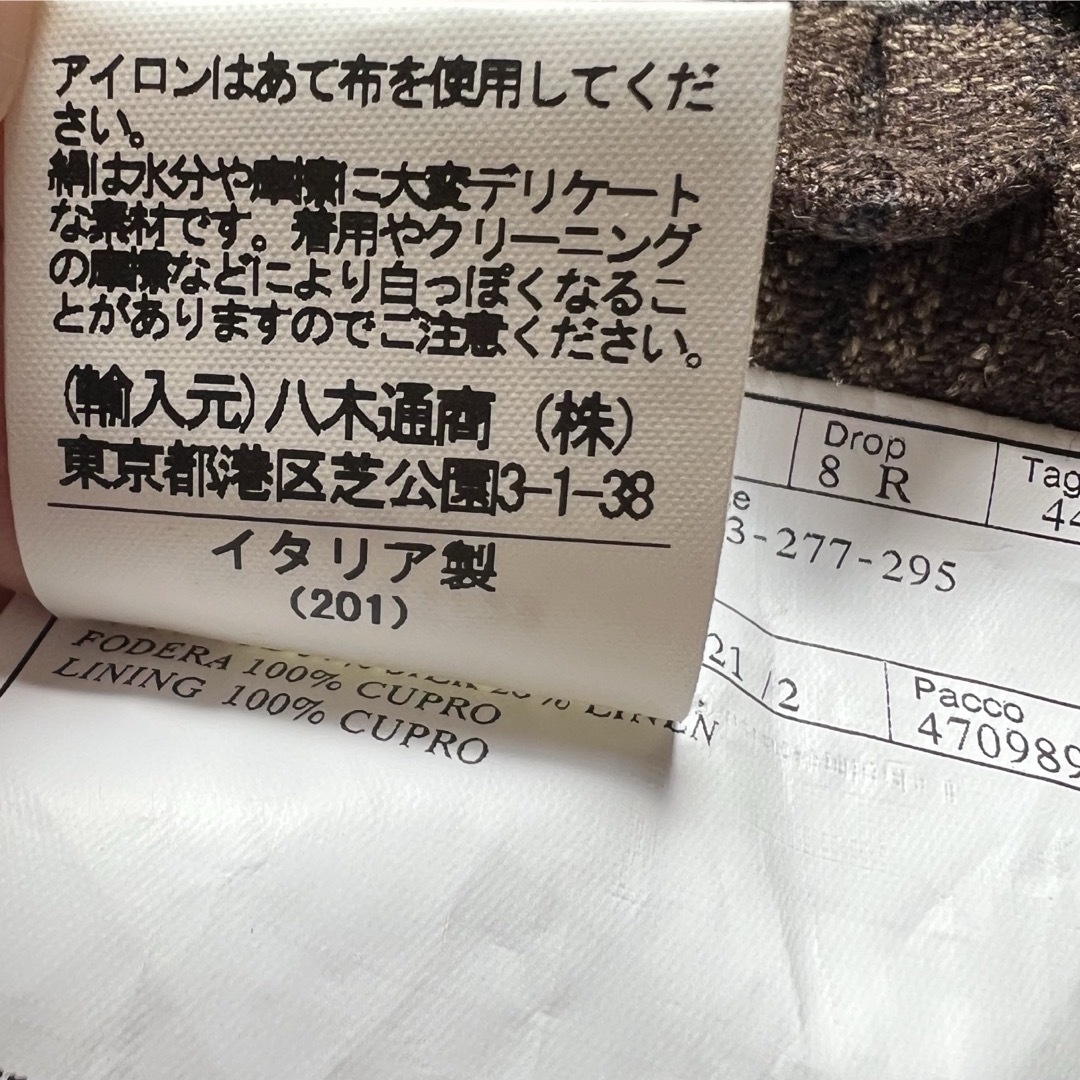 アイロンはあて布を使用してくだ
さい。
絹は水分や摩擦に大変デリケート
な素材です。着用やクリーニング
の摩擦などにより白っぽくなるこ
とがありますのでご注意ください。
(輸入元)八木通商 (株)
東京都港区芝公園3-1-38
イタリア製
(201)
Drop
8 R
Tag
44
3-277-295
21/2
Pacco
470989
LINEN
FODERA 100% CUPRO
LINING 100% CUPRO